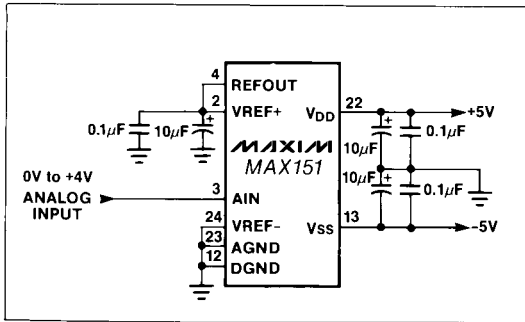 4
REFOUT
2
VREF+
0.1µF
10µF
+
22
VDD
+5V
+
0.1µF
10µF
MAXIM
MAX151
10µF
+
0.1µF
0V to +4V
ANALOG
INPUT
3
AIN
24
VREF-
23
AGND
12
DGND
13
VSS
-5V